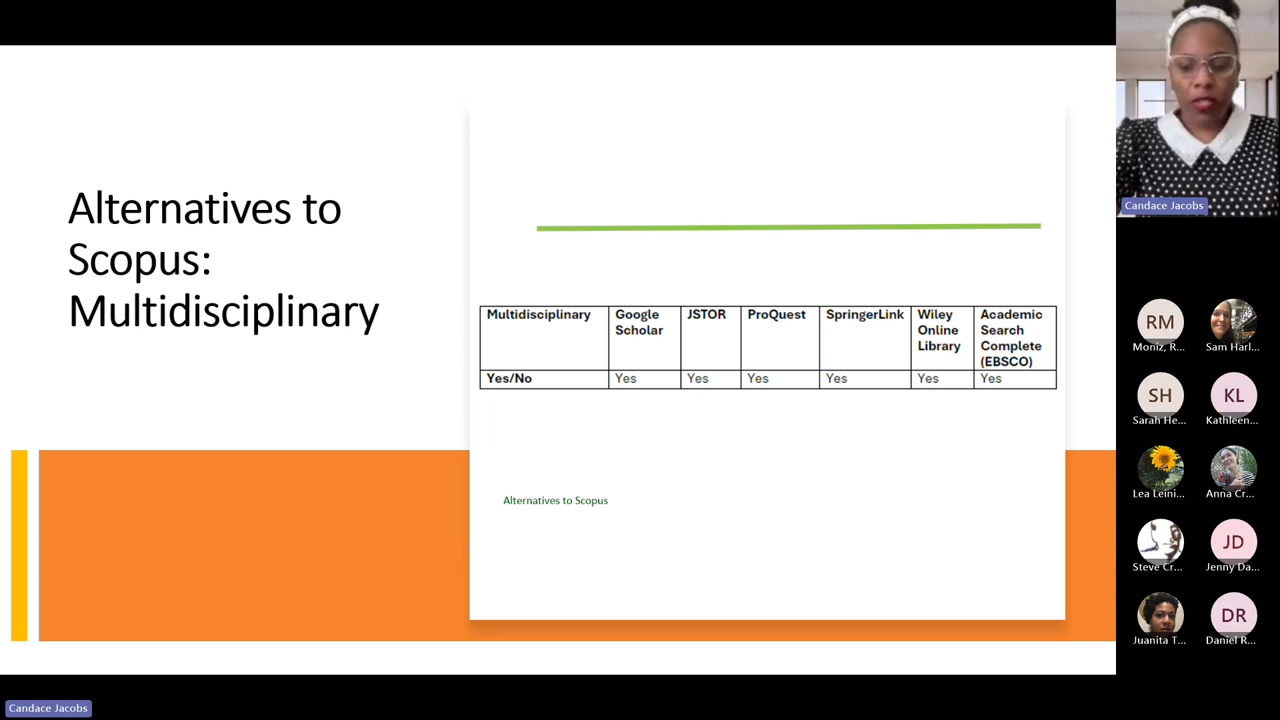 Alternatives to
Scopus:
Multidisciplinary
Multidisciplinary
Google
Scholar
JSTOR
ProQuest
SpringerLink
Wiley
Online
Library
Academic
Search
Complete
(EBSCO)
Yes/No
Yes
Yes
Yes
Yes
Yes
Yes
Alternatives to Scopus
Candace Jacobs
RM
Moniz, R...
Sam Harl...
SH
Sarah He...
KL
Kathleen...
Lea Leini...
Anna Cr...
Steve Cr...
JD
Jenny Da...
Juanita T...
DR
Daniel R...
Candace Jacobs